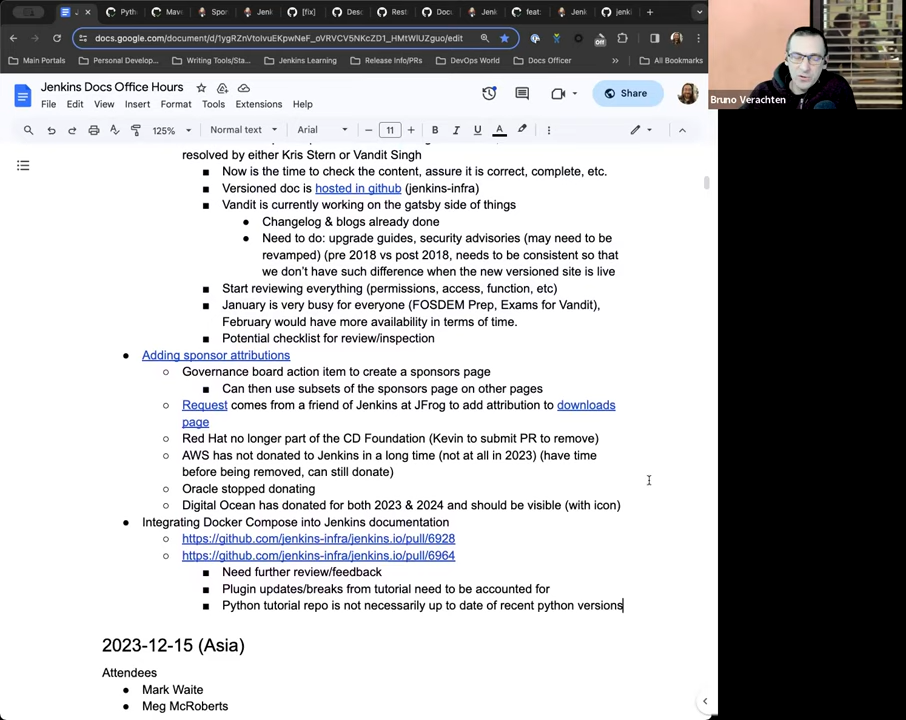 Pyth
Mav
Spo
Jenk
[fix]
Desc
Rest
Doc
Jenk
feat:
Jenk
jenki
docs.google.com/document/d/1ygRZnVtoIvuEKpwNeF_oVRVCV5NKcZD1_HMtWlUZguo/edit
Off
Main Portals
Personal Develop...
Writing Tools/Sta...
Jenkins Learning
Release Info/PRs
DevOps World
Docs Officer
All Bookmarks
Jenkins Docs Office Hours
File Edit View Insert Format Tools Extensions Help
Share
Bruno Verachten
125% Normal text Arial 11 B I U A
resolved by either Kris Stern or Vandit Singh
Now is the time to check the content, assure it is correct, complete, etc.
Versioned doc is hosted in github (jenkins-infra)
Vandit is currently working on the gatsby side of things
Changelog & blogs already done
Need to do: upgrade guides, security advisories (may need to be
revamped) (pre 2018 vs post 2018, needs to be consistent so that
we don't have such difference when the new versioned site is live
Start reviewing everything (permissions, access, function, etc)
January is very busy for everyone (FOSDEM Prep, Exams for Vandit),
February would have more availability in terms of time.
Potential checklist for review/inspection
Adding sponsor attributions
Governance board action item to create a sponsors page
Can then use subsets of the sponsors page on other pages
Request comes from a friend of Jenkins at JFrog to add attribution to downloads
page
Red Hat no longer part of the CD Foundation (Kevin to submit PR to remove)
AWS has not donated to Jenkins in a long time (not at all in 2023) (have time
before being removed, can still donate)
Oracle stopped donating
Digital Ocean has donated for both 2023 & 2024 and should be visible (with icon)
Integrating Docker Compose into Jenkins documentation
https://github.com/jenkins-infra/jenkins.io/pull/6928
https://github.com/jenkins-infra/jenkins.io/pull/6964
Need further review/feedback
Plugin updates/breaks from tutorial need to be accounted for
Python tutorial repo is not necessarily up to date of recent python versions
2023-12-15 (Asia)
Attendees
Mark Waite
Meg McRoberts